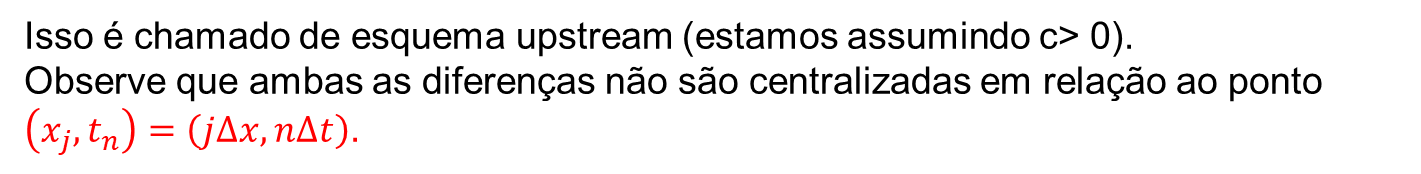 Isso é chamado de esquema upstream (estamos assumindo c> 0).
Observe que ambas as diferenças não são centralizadas em relação ao ponto
(xⱼ, tₙ) = (jΔx, nΔt).